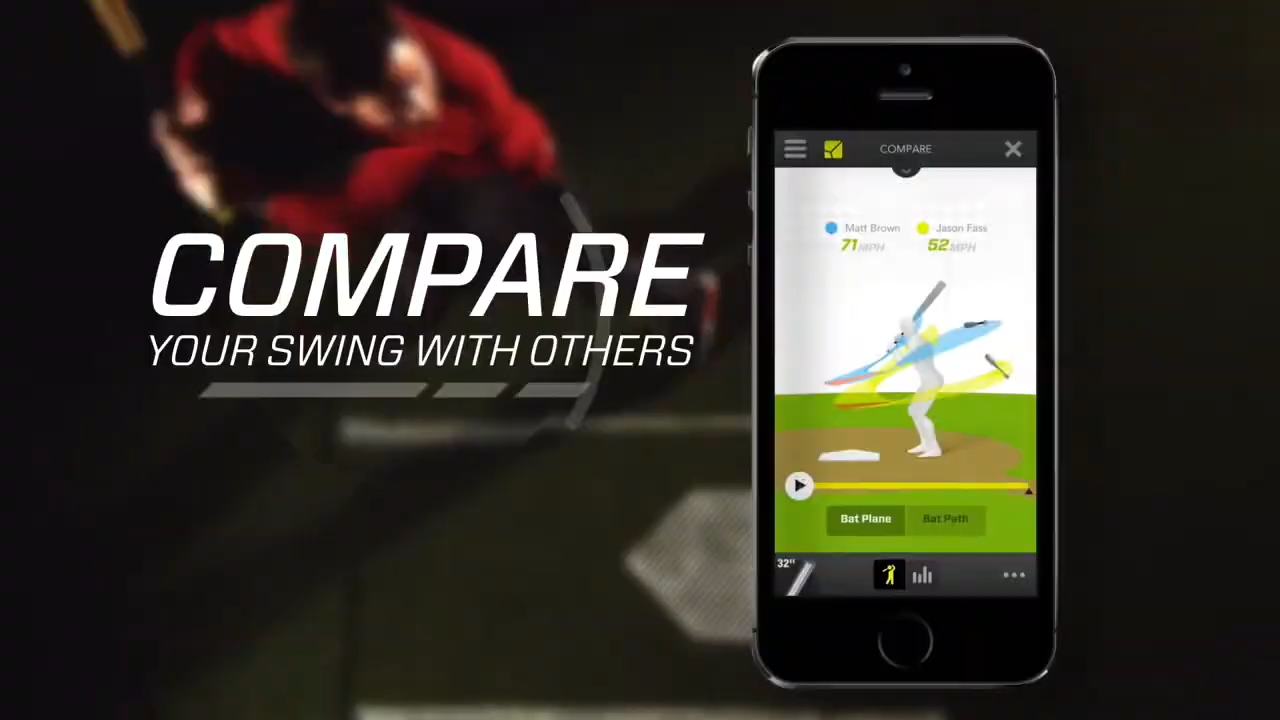 COMPARE
YOUR SWING WITH OTHERS
COMPARE
Matt Brown
Jason Fass
71 MPH
52 MPH
Bat Plane
Bat Path
32"